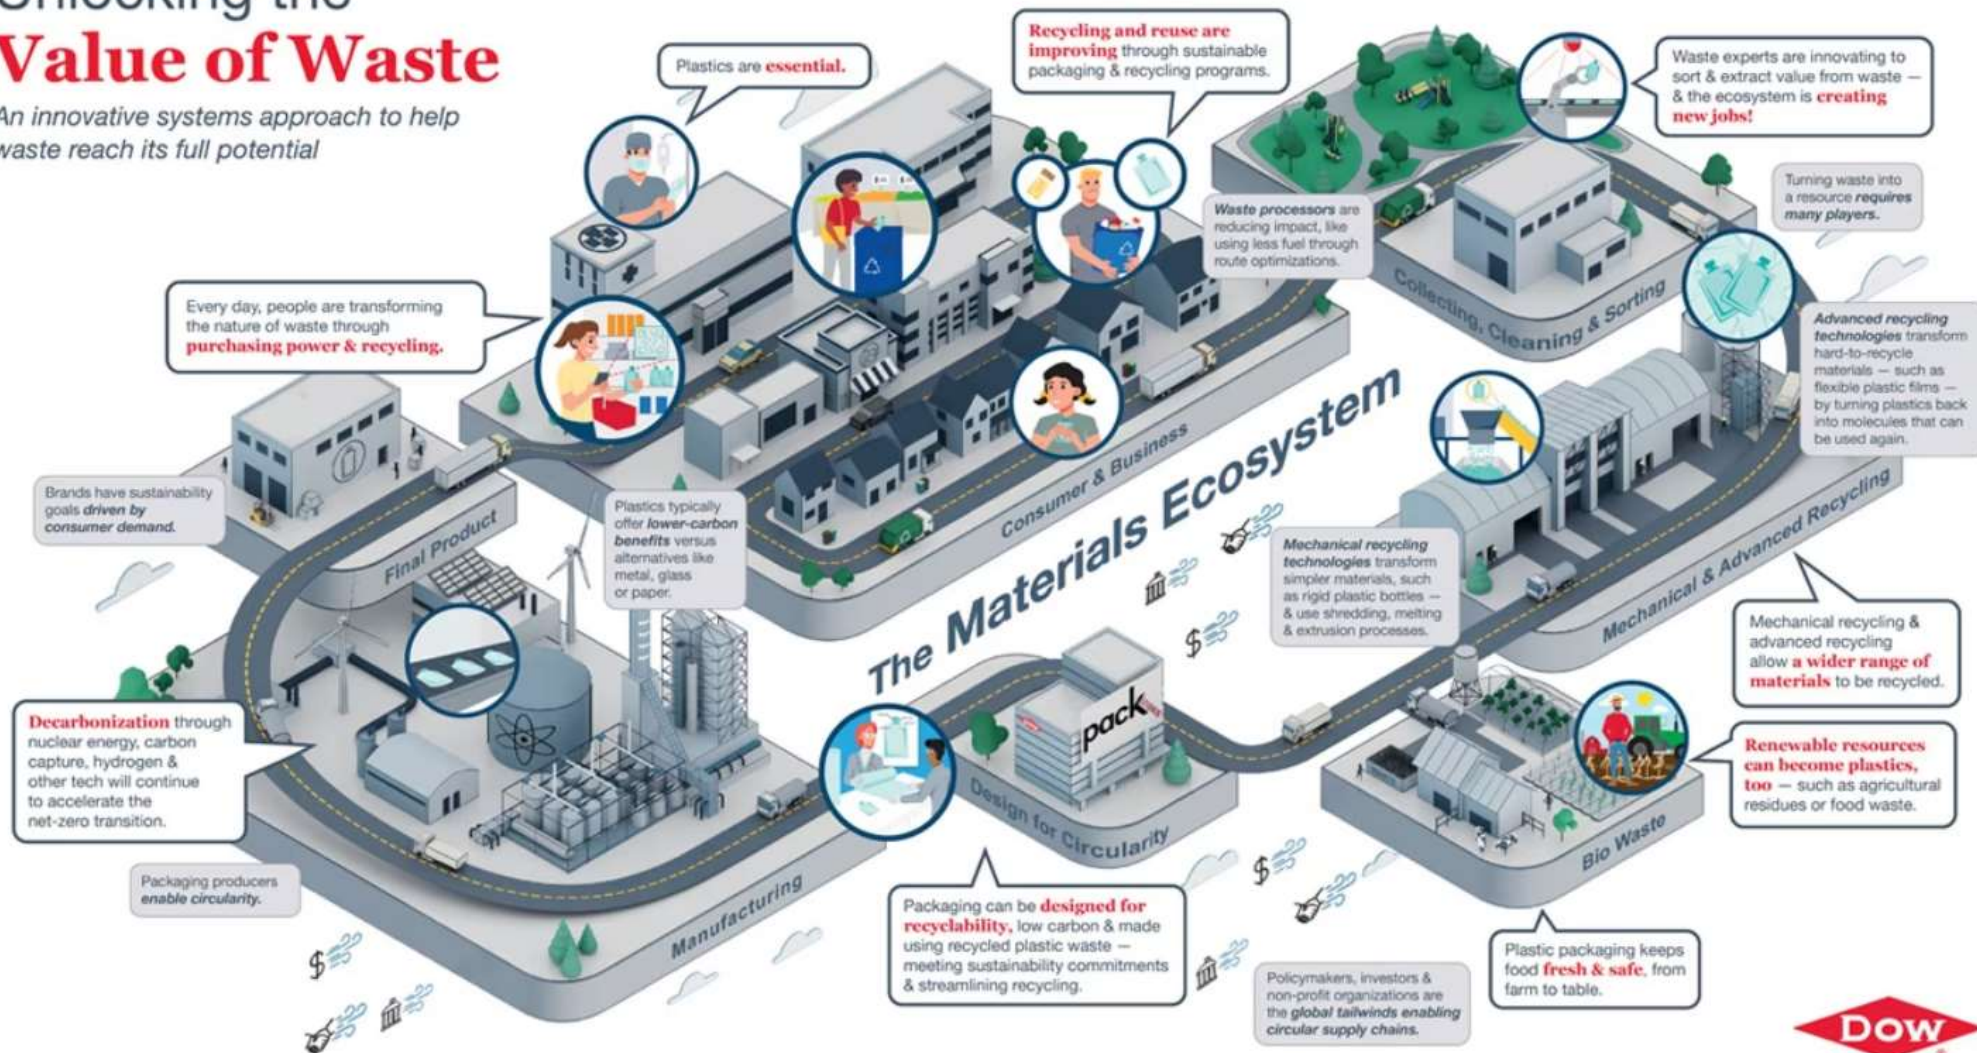 Unlocking the
Value of Waste
An innovative systems approach to help
waste reach its full potential
Plastics are essential.
Recycling and reuse are
improving through sustainable
packaging & recycling programs.
Waste experts are innovating to
sort & extract value from waste —
& the ecosystem is creating
new jobs!
Turning waste into
a resource requires
many players.
Waste processors are
reducing impact, like
using less fuel through
route optimizations.
Collecting, Cleaning & Sorting
Every day, people are transforming
the nature of waste through
purchasing power & recycling.
Advanced recycling
technologies transform
hard-to-recycle
materials — such as
flexible plastic films —
by turning plastics back
into molecules that can
be used again.
Brands have sustainability
goals driven by
consumer demand.
Final Product
Plastics typically
offer lower-carbon
benefits versus
alternatives like
metal, glass
or paper.
Consumer & Business
The Materials Ecosystem
Mechanical recycling
technologies transform
simpler materials, such
as rigid plastic bottles —
& use shredding, melting
& extrusion processes.
Mechanical & Advanced Recycling
Mechanical recycling &
advanced recycling
allow a wider range of
materials to be recycled.
Decarbonization through
nuclear energy, carbon
capture, hydrogen &
other tech will continue
to accelerate the
net-zero transition.
pack
Design for Circularity
Renewable resources
can become plastics,
too — such as agricultural
residues or food waste.
Bio Waste
Packaging producers
enable circularity.
Manufacturing
Packaging can be designed for
recyclability, low carbon & made
using recycled plastic waste —
meeting sustainability commitments
& streamlining recycling.
Policymakers, investors &
non-profit organizations are
the global tailwinds enabling
circular supply chains.
Plastic packaging keeps
food fresh & safe, from
farm to table.
$
$
$
DOW